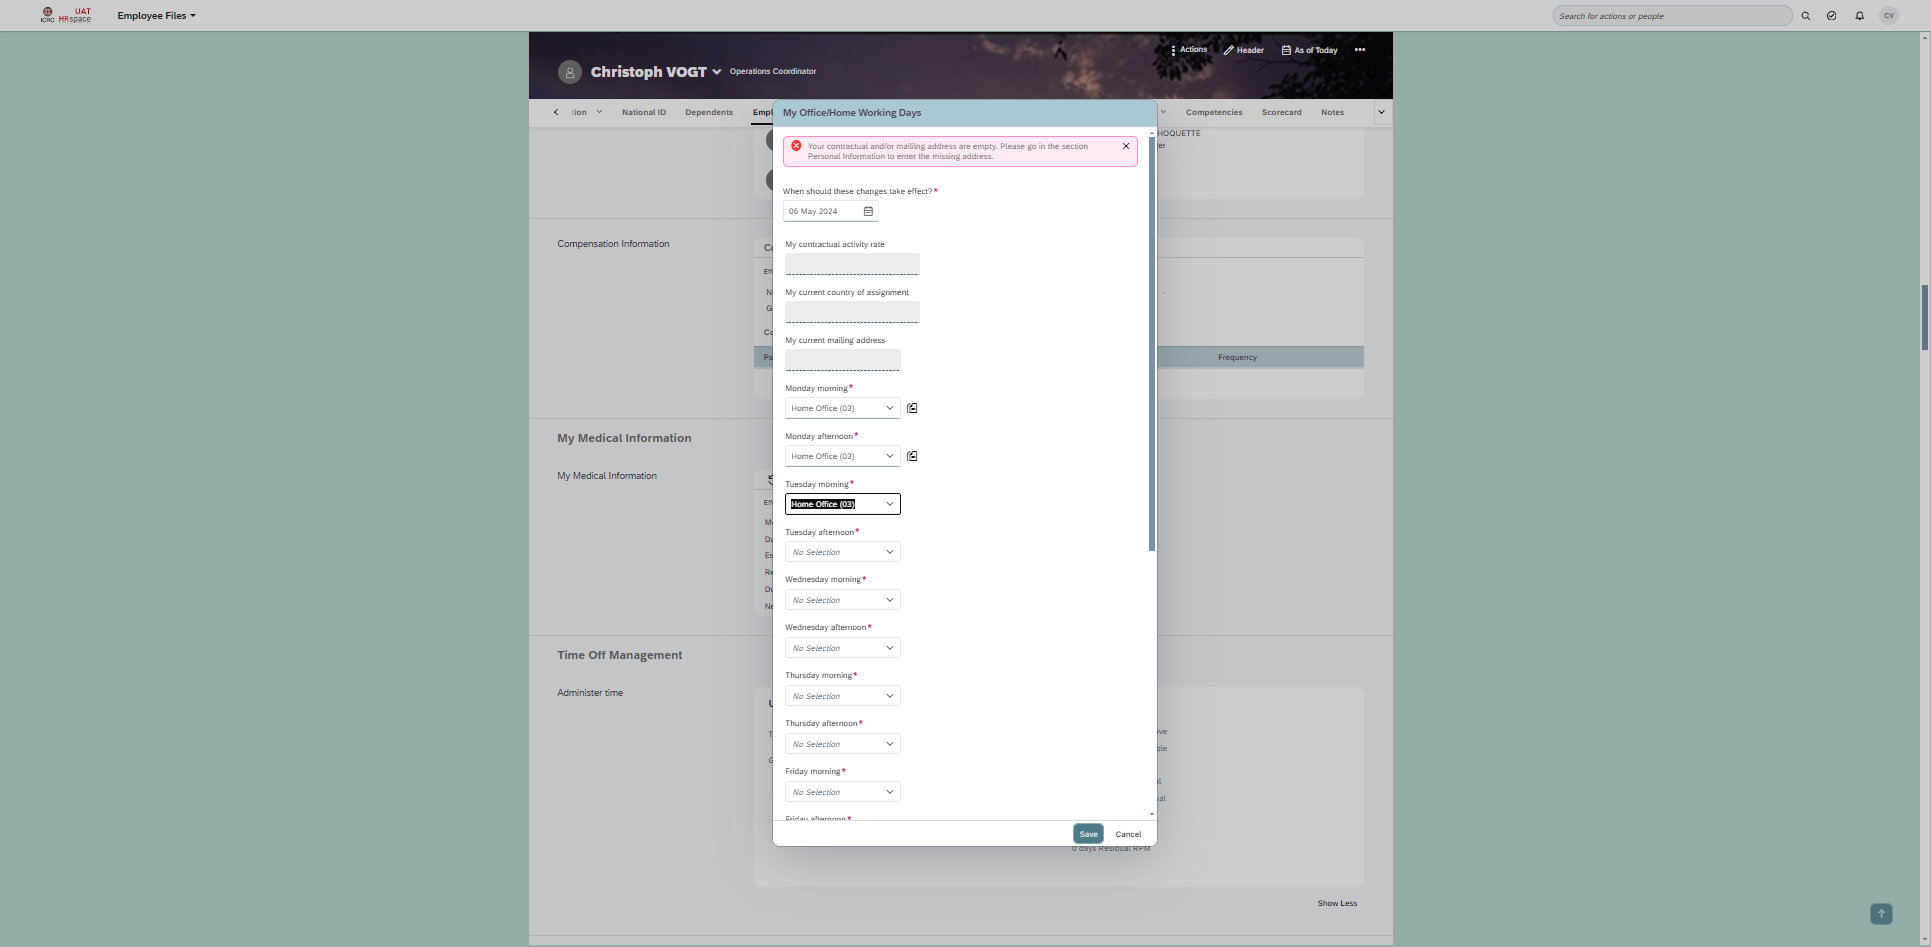 UAT
ICRC HRspace
Employee Files
Search for actions or people
CV
Actions
Header
As of Today
Christoph VOGT
Operations Coordinator
tion
National ID
Dependents
Empl
Competencies
Scorecard
Notes
My Office/Home Working Days
HOQUETTE
ger
Your contractual and/or maililng address are empty. Please go in the section
Personal Information to enter the missing address.
When should these changes take effect?*
06 May 2024
Compensation Information
My contractual activity rate
My current country of assignment
My current mailing address
Frequency
Monday morning*
Home Office (03)
Monday afternoon*
Home Office (03)
My Medical Information
My Medical Information
Tuesday morning*
Home Office (03)
Tuesday afternoon*
No Selection
Wednesday morning*
No Selection
Wednesday afternoon*
No Selection
Time Off Management
Administer time
Thursday morning*
No Selection
Thursday afternoon*
No Selection
Friday morning*
No Selection
Friday afternoon*
Save
Cancel
0 days Residual RPM
Show Less